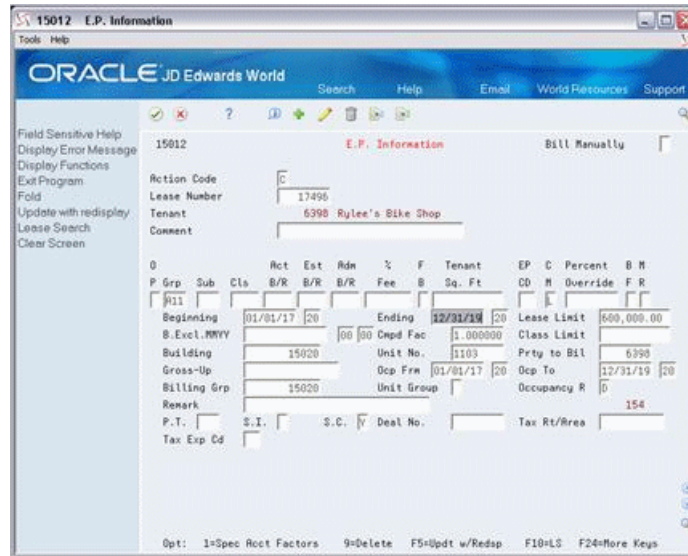 15012 E.P. Information
Tools Help
ORACLE JD Edwards World
Search Help Email World Resources Support
Field Sensitive Help
Display Error Message
Display Functions
Exit Program
Fold
Update with redisplay
Lease Search
Clear Screen
15012 E.P. Information Bill Manually
Action Code C
Lease Number 17496
Tenant 6398 Rylee's Bike Shop
Comment
O Act Est Adm % F Tenant EP C Percent B M
P Grp Sub Cls B/R B/R B/R Fee B Sq. Ft CD M Override F R
A11 L
Beginning 01/01/17 20 Ending 12/31/19 20 Lease Limit 600,000.00
B.Excl.MMYY 00 00 Cmpd Fac 1.000000 Class Limit
Building 15020 Unit No. 1103 Prty to Bil 6398
Gross-Up Ocp Frm 01/01/17 20 Ocp To 12/31/19 20
Billing Grp 15020 Unit Group Occupancy R D
Remark 154
P.T. S.I. S.C. Y Deal No. Tax Rt/Area
Tax Exp Cd
Opt: 1=Spec Acct Factors 9=Delete F5=Updt w/Redsp F18=LS F24=More Keys